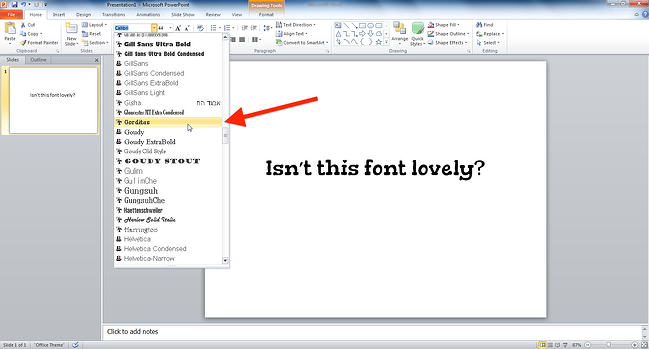 Presentation1 - Microsoft PowerPoint
Drawing Tools
File Home Insert Design Transitions Animations Slide Show Review View Format
Paste
Cut
Copy
Format Painter
Clipboard
New Slide
Layout
Reset
Section
Slides
Calibri
44
Paragraph
Text Direction
Align Text
Convert to SmartArt
Arrange
Quick Styles
Shape Fill
Shape Outline
Shape Effects
Drawing
Find
Replace
Select
Editing
Slides Outline
1
Isn't this font lovely?
Gill Sans Ultra Bold
Gill Sans Ultra Bold Condensed
GillSans
GillSans Condensed
GillSans ExtraBold
GillSans Light
Gisha אבגד הח
Gloucester MT Extra Condensed
Gordites
Goudy
Goudy ExtraBold
Goudy Old Style
GOUDY STOUT
Gulim
GulimChe
Gungsuh
GungsuhChe
Haettenschweiler
Harlow Solid Italic
Harrington
Helvetica
Helvetica Condensed
Helvetica-Narrow
Isn't this font lovely?
Click to add notes
Slide 1 of 1 "Office Theme" 87%